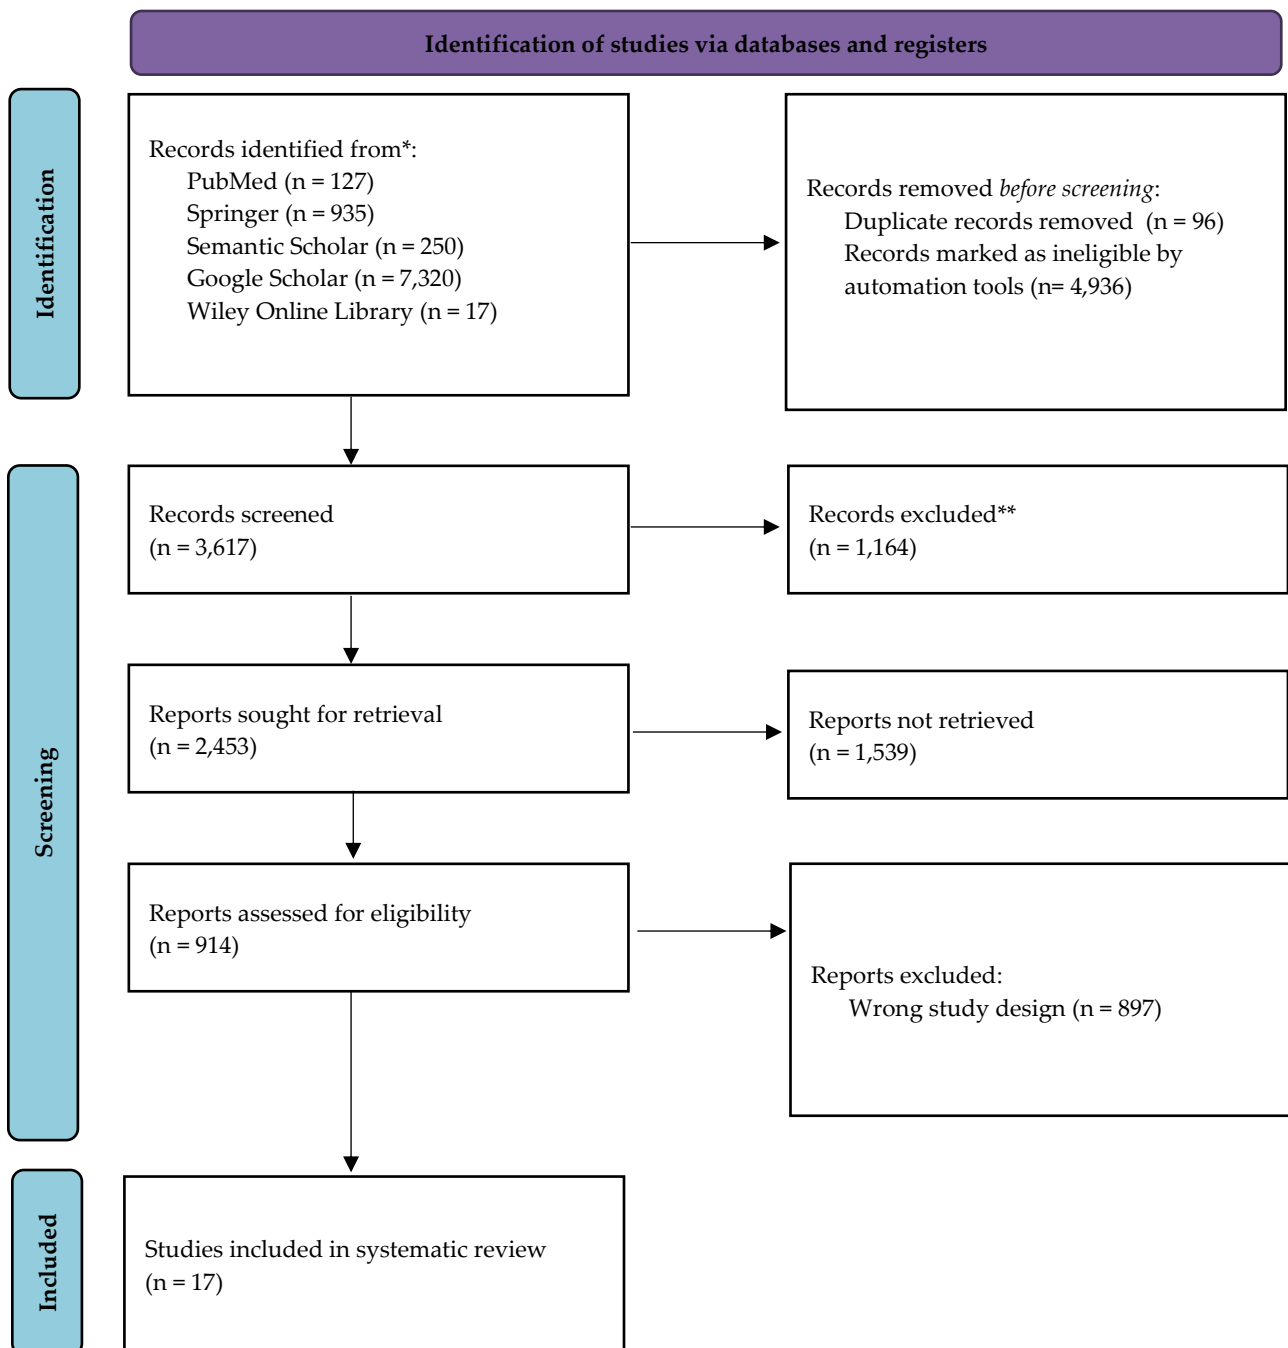 Identification of studies via databases and registers
Identification
Records identified from*:
PubMed (n = 127)
Springer (n = 935)
Semantic Scholar (n = 250)
Google Scholar (n = 7,320)
Wiley Online Library (n = 17)
Records removed before screening:
Duplicate records removed (n = 96)
Records marked as ineligible by
automation tools (n= 4,936)
Screening
Records screened
(n = 3,617)
Records excluded**
(n = 1,164)
Reports sought for retrieval
(n = 2,453)
Reports not retrieved
(n = 1,539)
Reports assessed for eligibility
(n = 914)
Reports excluded:
Wrong study design (n = 897)
Included
Studies included in systematic review
(n = 17)